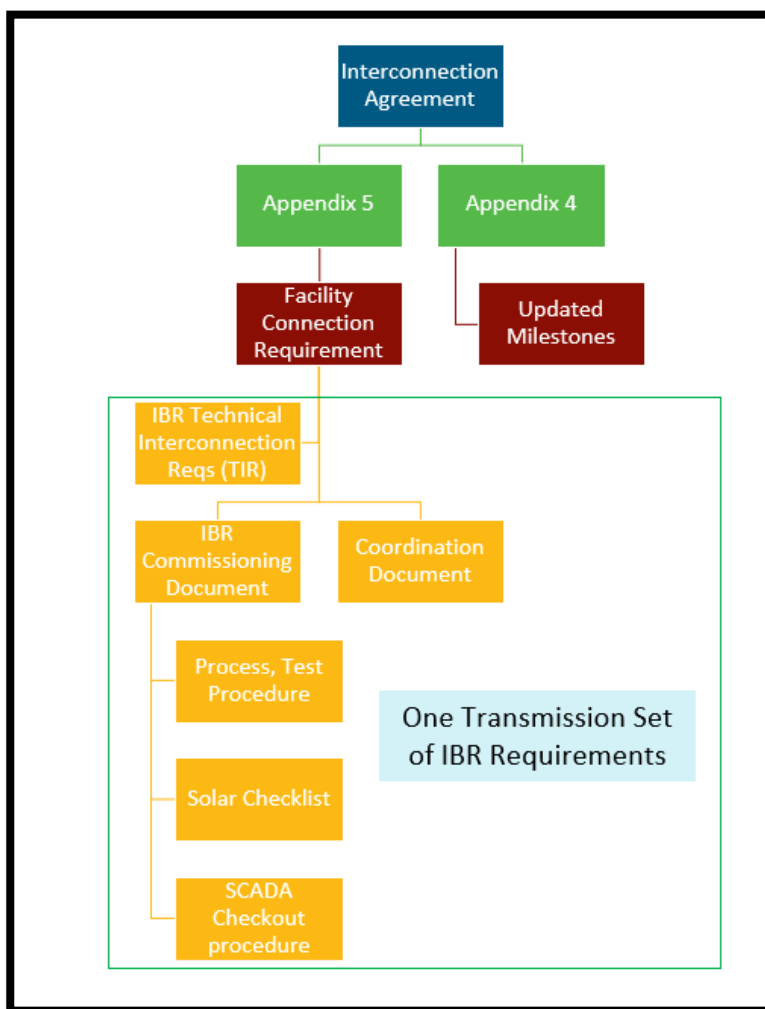 Interconnection
Agreement
Appendix 5
Appendix 4
Facility
Connection
Requirement
Updated
Milestones
IBR Technical
Interconnection
Reqs (TIR)
IBR
Commissioning
Document
Coordination
Document
Process, Test
Procedure
One Transmission Set
of IBR Requirements
Solar Checklist
SCADA
Checkout
procedure